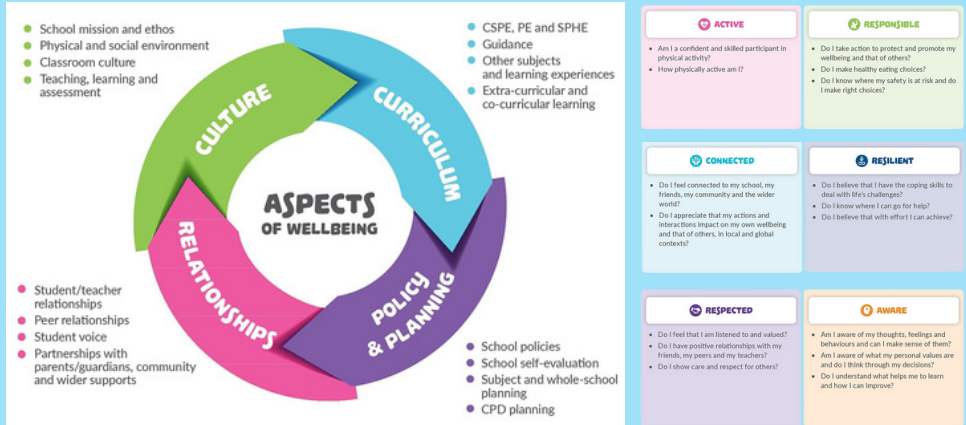 School mission and ethos
Physical and social environment
Classroom culture
Teaching, learning and
assessment
CSPE, PE and SPHE
Guidance
Other subjects
and learning experiences
Extra-curricular and
co-curricular learning
CULTURE
CURRICULUM
ASPECTS
OF WELLBEING
RELATIONSHIPS
POLICY
& PLANNING
Student/teacher
relationships
Peer relationships
Student voice
Partnerships with
parents/guardians, community
and wider supports
School policies
School self-evaluation
Subject and whole-school
planning
CPD planning
ACTIVE
Am I a confident and skilled participant in
physical activity?
How physically active am I?
RESPONSIBLE
Do I take action to protect and promote my
wellbeing and that of others?
Do I make healthy eating choices?
Do I know where my safety is at risk and do
I make right choices?
CONNECTED
Do I feel connected to my school, my
friends, my community and the wider
world?
Do I appreciate that my actions and
interactions impact on my own wellbeing
and that of others, in local and global
contexts?
RESILIENT
Do I believe that I have the coping skills to
deal with life's challenges?
Do I know where I can go for help?
Do I believe that with effort I can achieve?
RESPECTED
Do I feel that I am listened to and valued?
Do I have positive relationships with my
friends, my peers and my teachers?
Do I show care and respect for others?
AWARE
Am I aware of my thoughts, feelings and
behaviours and can I make sense of them?
Am I aware of what my personal values are
and do I think through my decisions?
Do I understand what helps me to learn
and how I can improve?